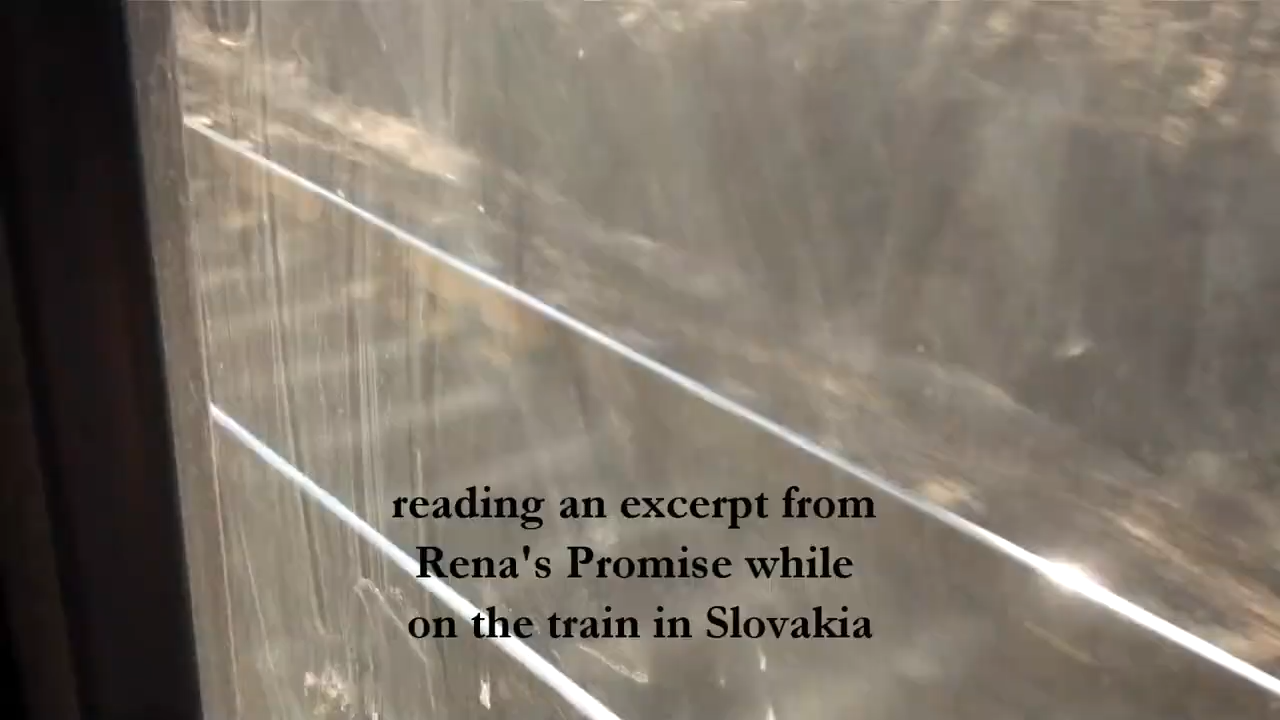 reading an excerpt from
Rena's Promise while
on the train in Slovakia